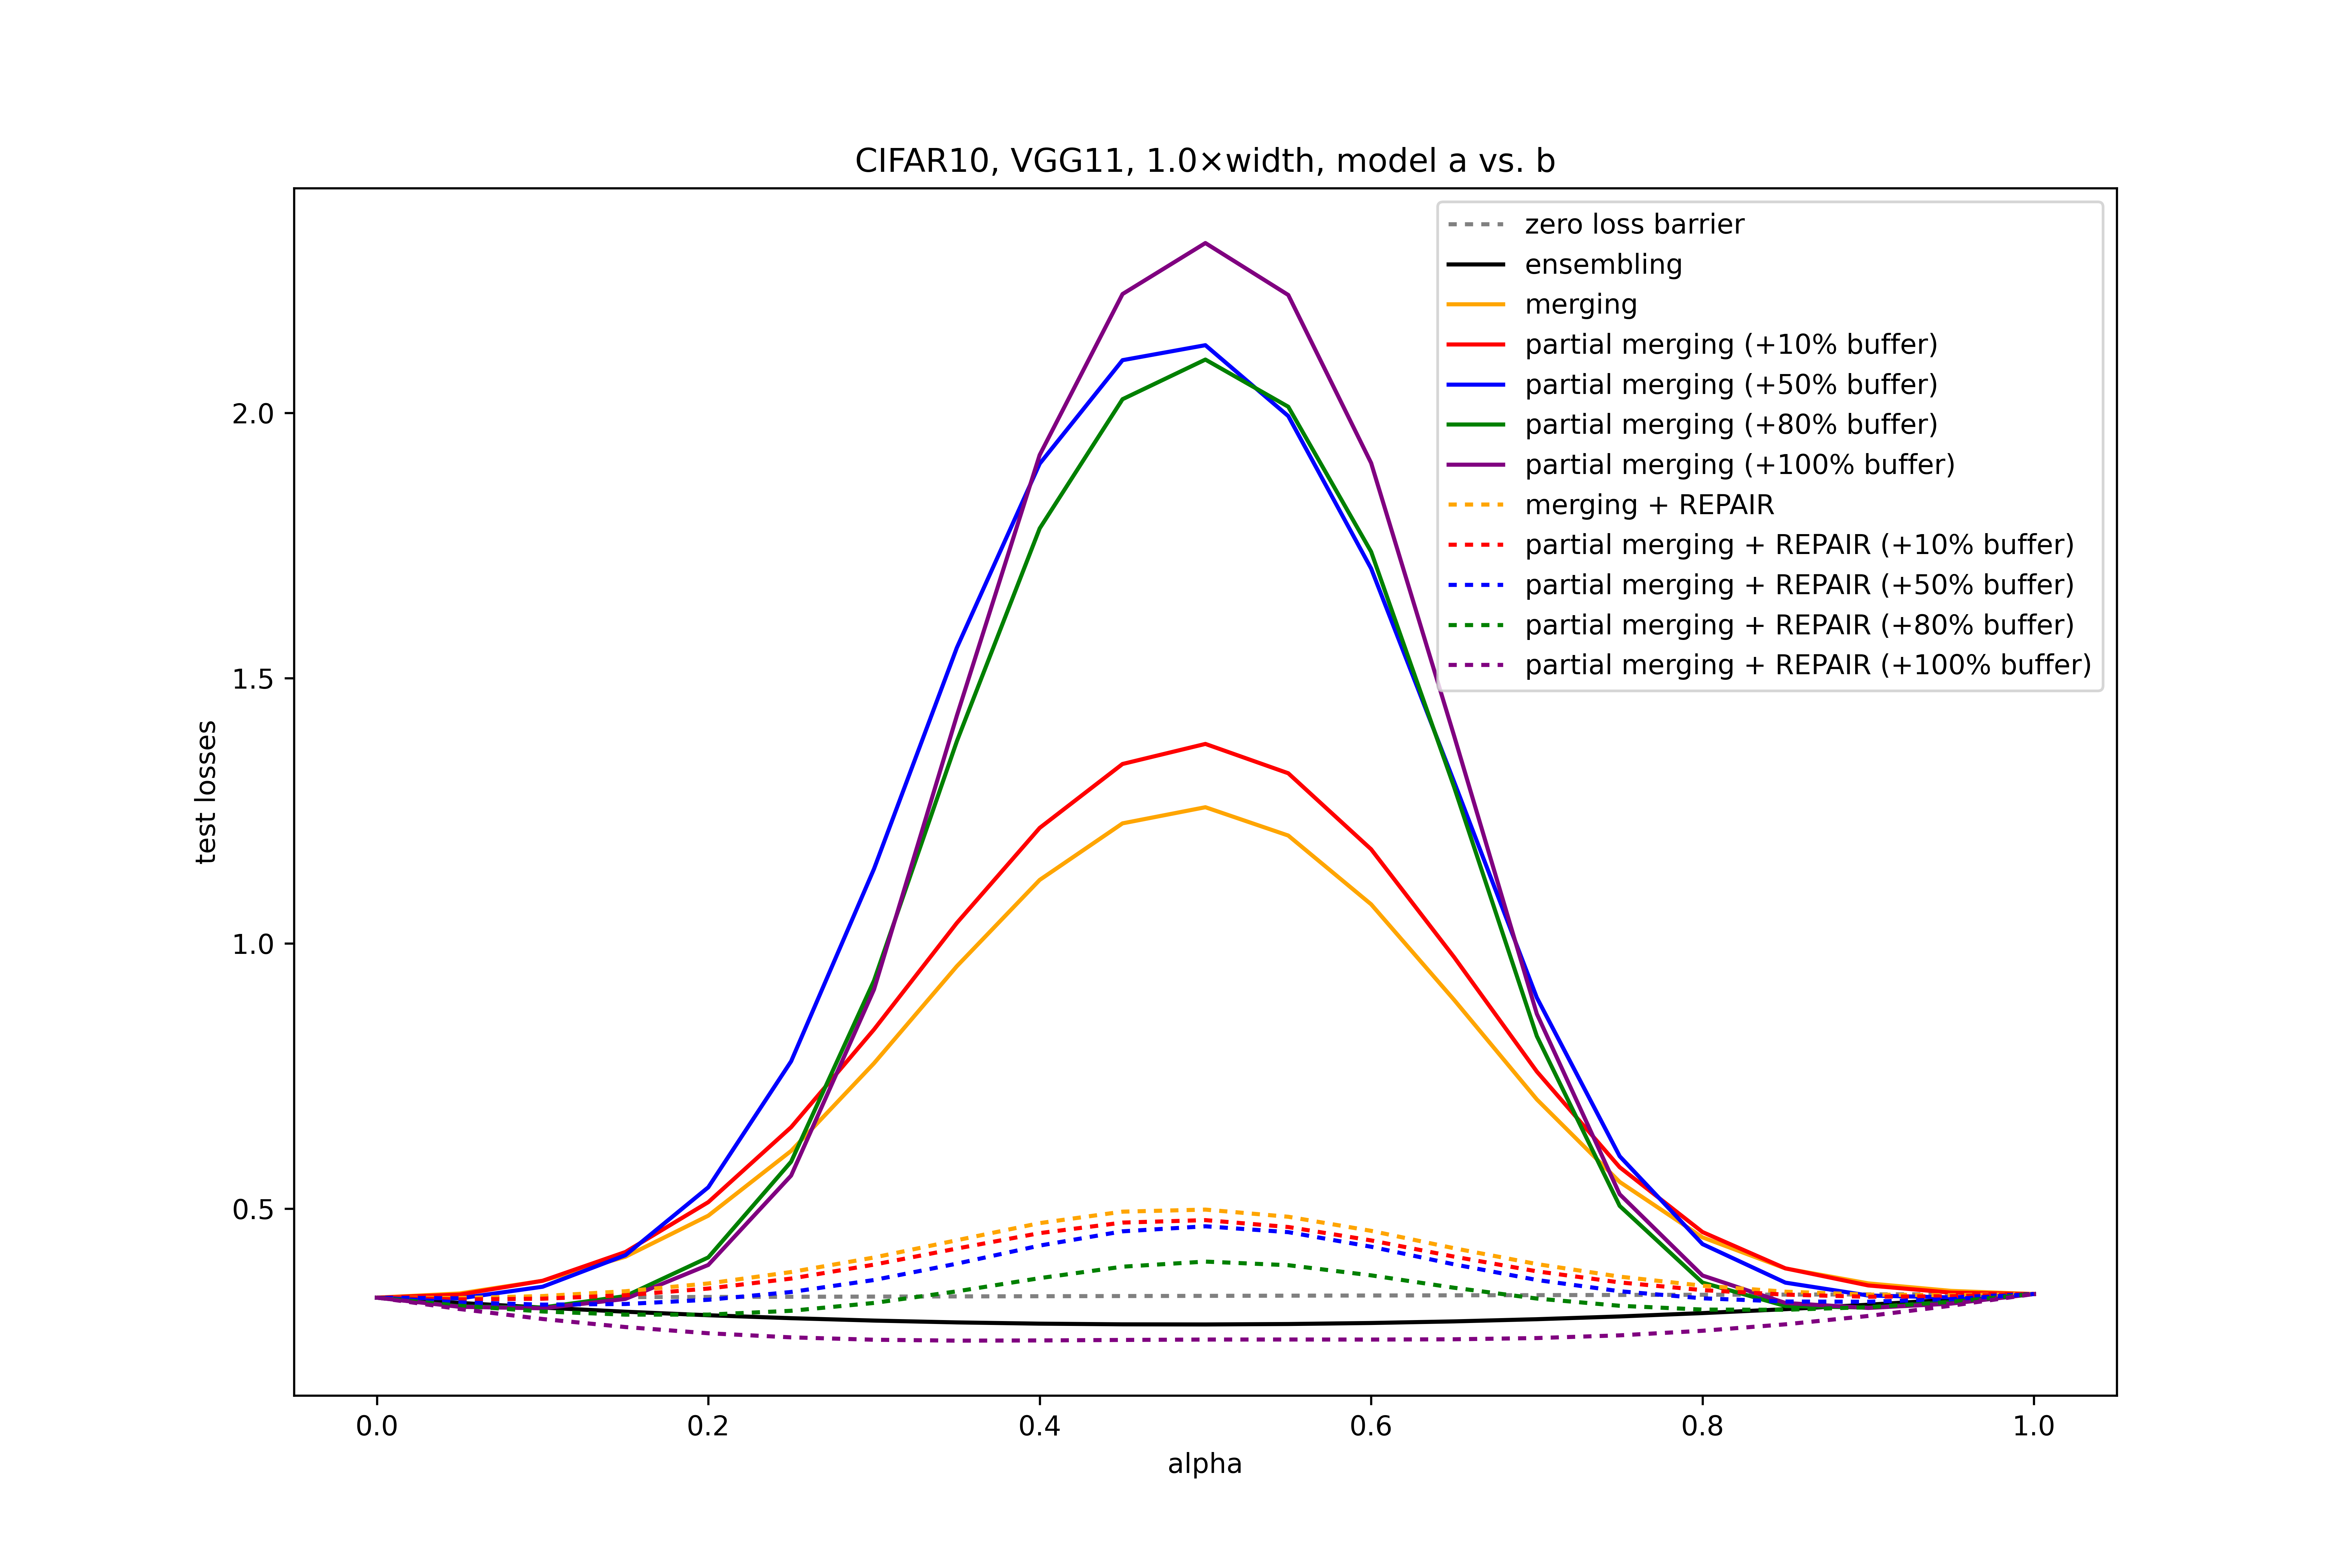 CIFAR10, VGG11, 1.0×width, model a vs. b
zero loss barrier
ensembling
merging
partial merging (+10% buffer)
partial merging (+50% buffer)
partial merging (+80% buffer)
partial merging (+100% buffer)
merging + REPAIR
partial merging + REPAIR (+10% buffer)
partial merging + REPAIR (+50% buffer)
partial merging + REPAIR (+80% buffer)
partial merging + REPAIR (+100% buffer)
test losses
2.0
1.5
1.0
0.5
0.0
0.2
0.4
0.6
0.8
1.0
alpha